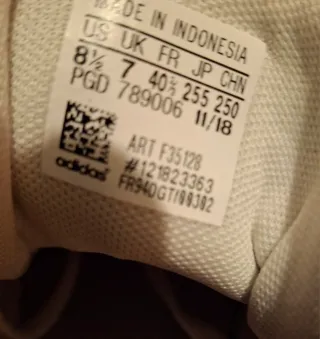 MADE IN INDONESIA
US UK FR JP CHN
8½ 7 40⅔ 255 250
PGD 789006 11/18
ART F35128
#121823363
adidas